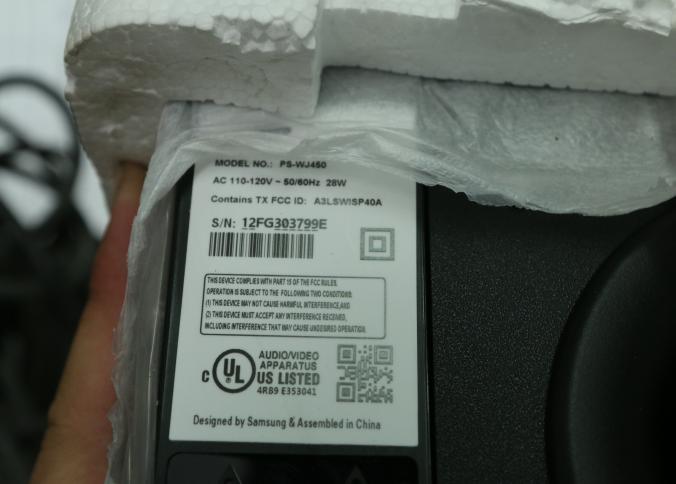 MODEL NO.: PS-WJ450
AC 110-120V ~ 50/60Hz 28W
Contains TX FCC ID: A3LSWISP40A
S/N: 12FG303799E
THIS DEVICE COMPLIES WITH PART 15 OF THE FCC RULES.
OPERATION IS SUBJECT TO THE FOLLOWING TWO CONDITIONS:
(1) THIS DEVICE MAY NOT CAUSE HARMFUL INTERFERENCE,AND
(2) THIS DEVICE MUST ACCEPT ANY INTERFERENCE RECEIVED,
INCLUDING INTERFERENCE THAT MAY CAUSE UNDESIRED OPERATION.
AUDIO/VIDEO
APPARATUS
C UL US LISTED
4RB9 E353041
Designed by Samsung & Assembled in China